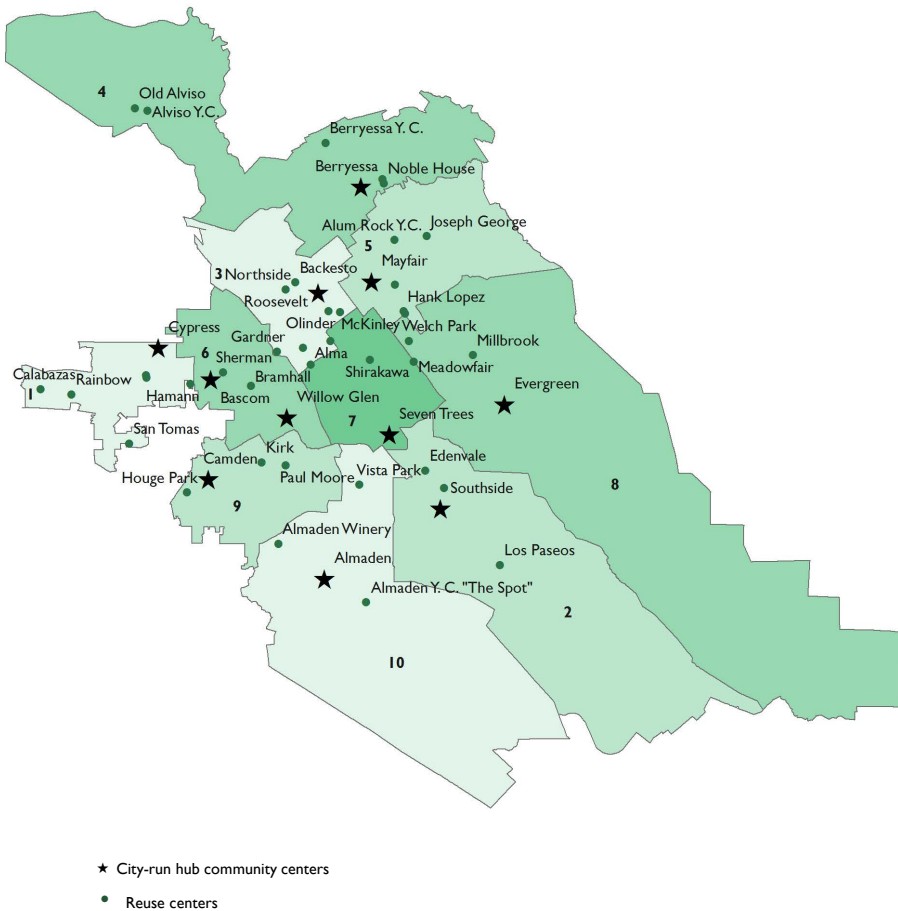 4
Old Alviso
Alviso Y.C.
Berryessa Y. C.
Berryessa
Noble House
Alum Rock Y.C.
Joseph George
5
Mayfair
3
Northside
Backesto
Roosevelt
Hank Lopez
Olinder
McKinley
Welch Park
Cypress
Gardner
6
Sherman
Alma
Millbrook
Shirakawa
Meadowfair
Calabazas
Rainbow
1
Hamann
Bramhall
Bascom
Willow Glen
Evergreen
7
Seven Trees
San Tomas
Kirk
Camden
Paul Moore
Vista Park
Edenvale
Houge Park
Southside
8
9
Almaden Winery
Almaden
Los Paseos
Almaden Y. C. "The Spot"
2
10
City-run hub community centers
Reuse centers